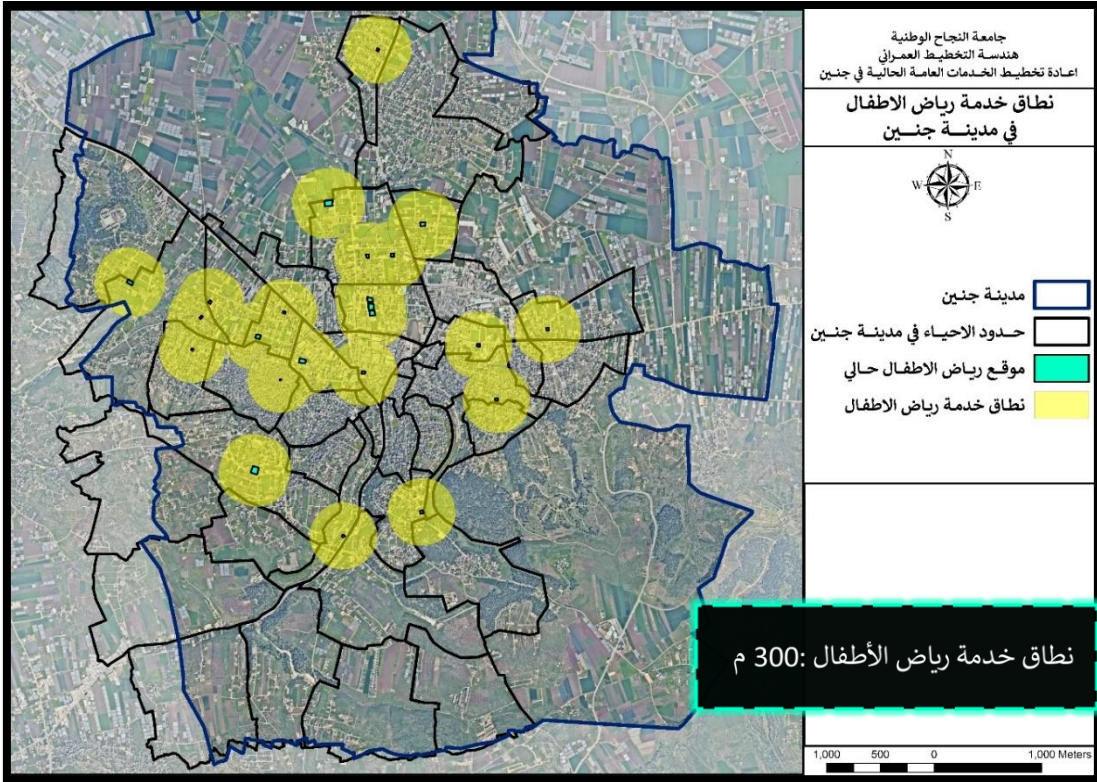 جامعة النجاح الوطنية
هندسة التخطيط العمراني
اعادة تخطيط الخدمات العامة الحالية في جنين
نطاق خدمة رياض الاطفال
في مدينة جنين
N
W E
S
مدينة جنين
حدود الاحياء في مدينة جنين
موقع رياض الاطفال حالي
نطاق خدمة رياض الاطفال
نطاق خدمة رياض الأطفال :300 م
1,000 500 0 1,000 Meters